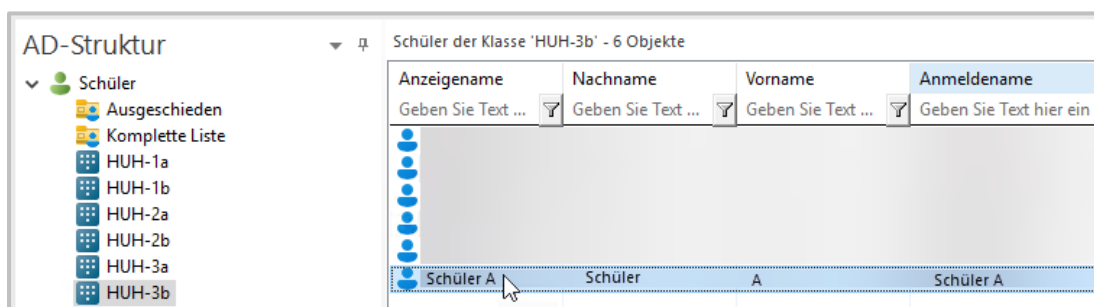 AD-Struktur
Schüler
Ausgeschieden
Komplette Liste
HUH-1a
HUH-1b
HUH-2a
HUH-2b
HUH-3a
HUH-3b
Schüler der Klasse 'HUH-3b' - 6 Objekte
Anzeigename Nachname Vorname Anmeldename
Geben Sie Text ... Geben Sie Text ... Geben Sie Text ... Geben Sie Text hier ein
Schüler A Schüler A Schüler A